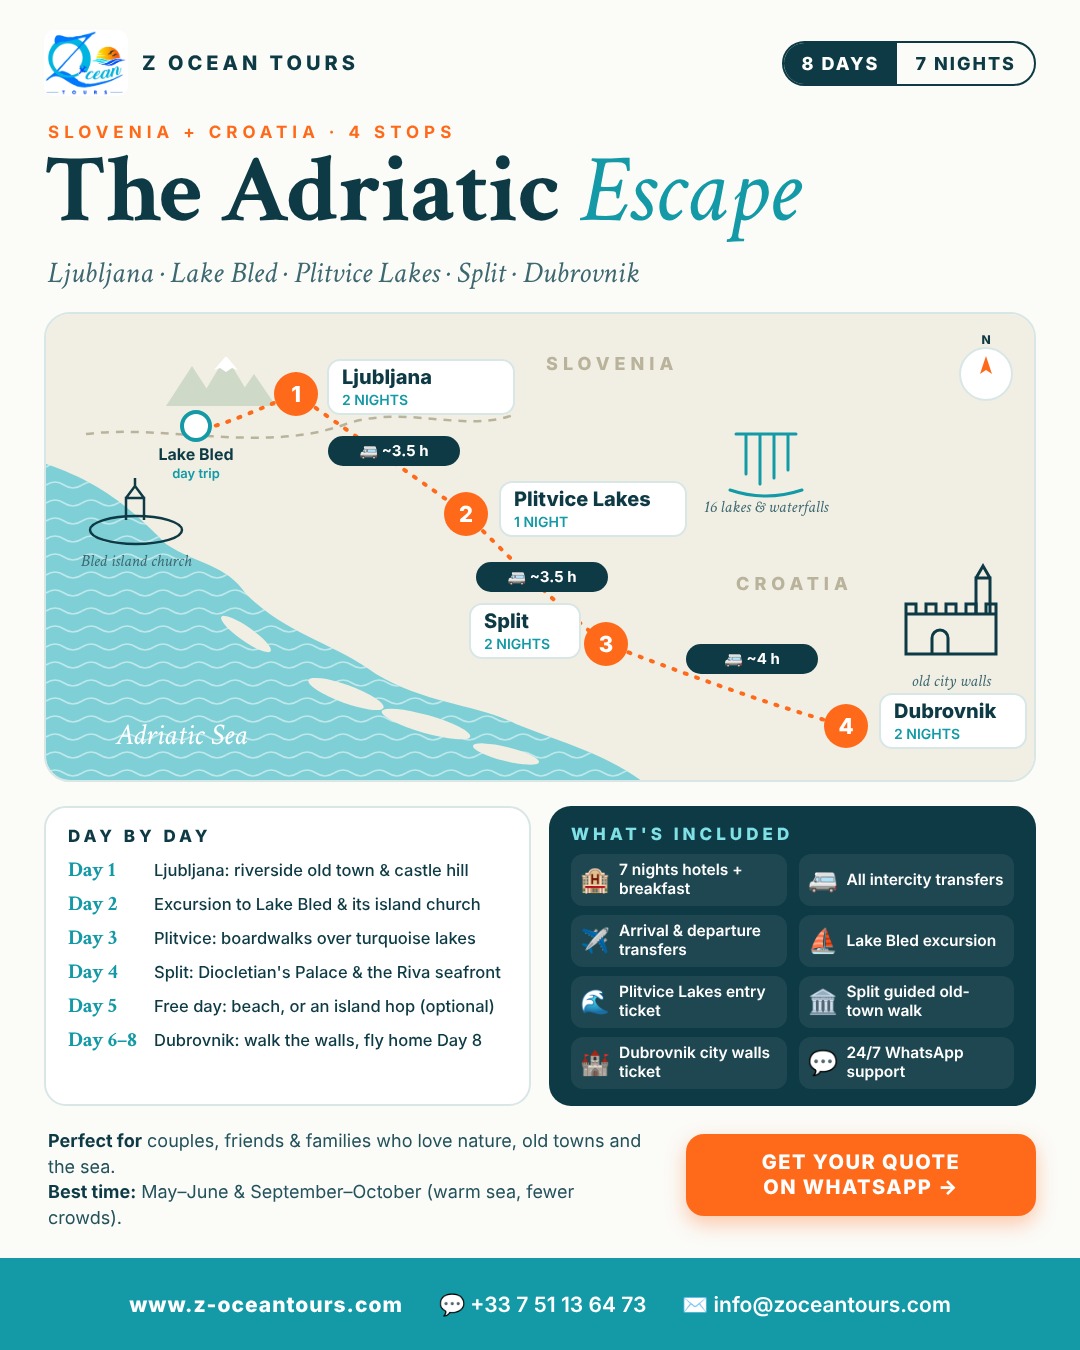 Ocean
TOURS
Z OCEAN TOURS
8 DAYS
7 NIGHTS
SLOVENIA + CROATIA · 4 STOPS
The Adriatic Escape
Ljubljana · Lake Bled · Plitvice Lakes · Split · Dubrovnik
SLOVENIA
N
1
Ljubljana
2 NIGHTS
Lake Bled
day trip
🚐 ~3.5 h
2
Plitvice Lakes
1 NIGHT
16 lakes & waterfalls
Bled island church
🚐 ~3.5 h
CROATIA
Split
2 NIGHTS
3
🚐 ~4 h
old city walls
4
Dubrovnik
2 NIGHTS
Adriatic Sea
DAY BY DAY
Day 1 Ljubljana: riverside old town & castle hill
Day 2 Excursion to Lake Bled & its island church
Day 3 Plitvice: boardwalks over turquoise lakes
Day 4 Split: Diocletian's Palace & the Riva seafront
Day 5 Free day: beach, or an island hop (optional)
Day 6–8 Dubrovnik: walk the walls, fly home Day 8
WHAT'S INCLUDED
🏨 7 nights hotels +
breakfast
🚐 All intercity transfers
✈️ Arrival & departure
transfers
⛵ Lake Bled excursion
🌊 Plitvice Lakes entry
ticket
🏛️ Split guided old-
town walk
🏰 Dubrovnik city walls
ticket
💬 24/7 WhatsApp
support
Perfect for couples, friends & families who love nature, old towns and
the sea.
Best time: May–June & September–October (warm sea, fewer
crowds).
GET YOUR QUOTE
ON WHATSAPP →
www.z-oceantours.com 💬 +33 7 51 13 64 73 ✉️ info@zoceantours.com